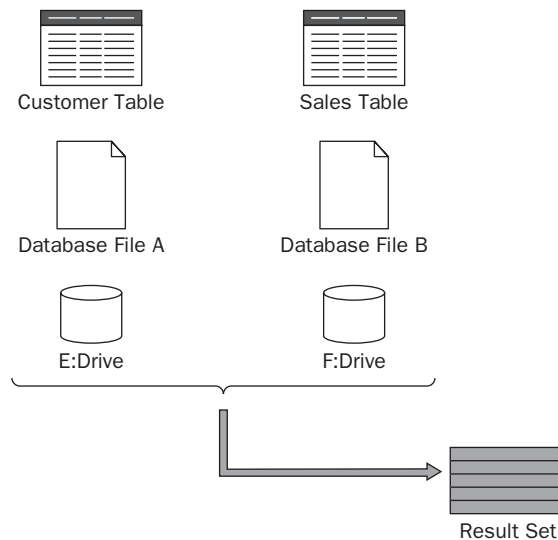 Customer Table
Sales Table
Database File A
Database File B
E:Drive
F:Drive
Result Set